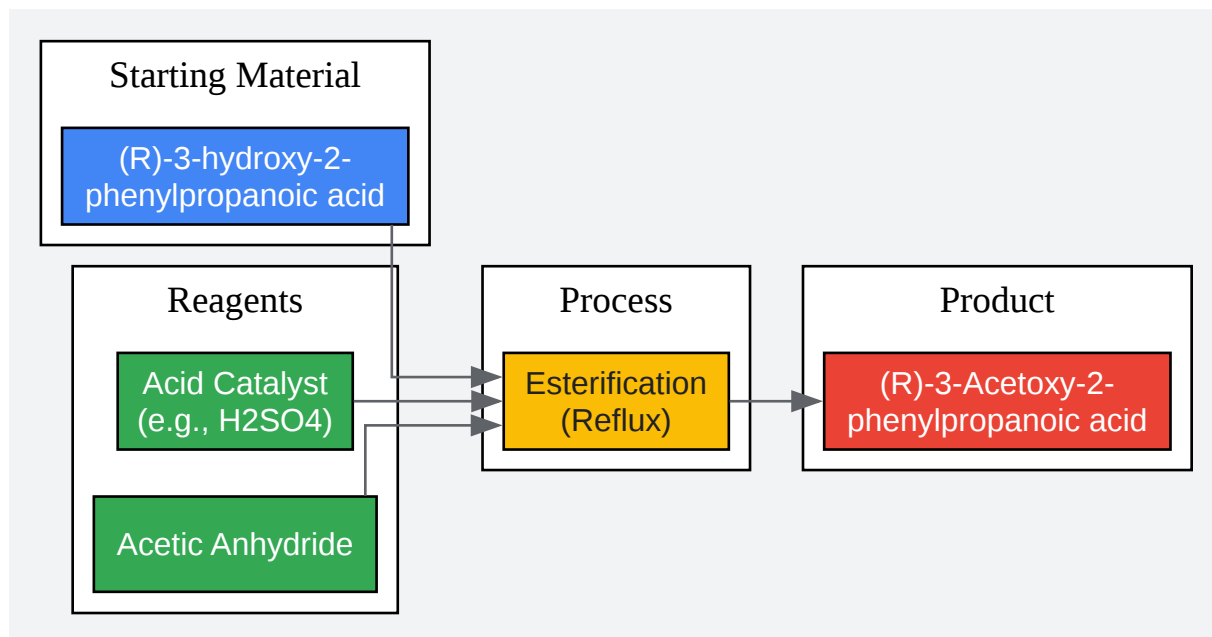 Starting Material
(R)-3-hydroxy-2-
phenylpropanoic acid
Reagents
Acid Catalyst
(e.g., H2SO4)
Acetic Anhydride
Process
Esterification
(Reflux)
Product
(R)-3-Acetoxy-2-
phenylpropanoic acid